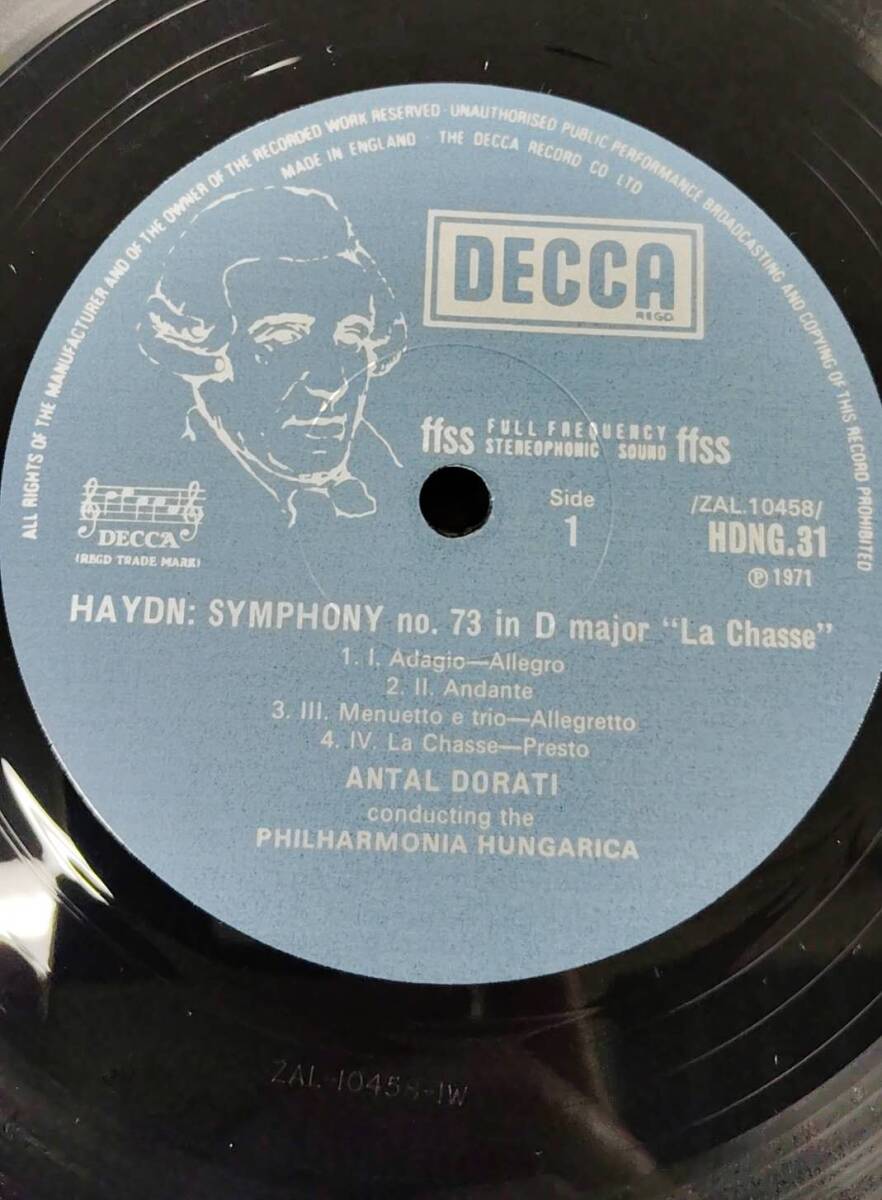 ALL RIGHTS OF THE MANUFACTURER AND OF THE OWNER OF THE RECORDED WORK RESERVED · UNAUTHORISED PUBLIC PERFORMANCE BROADCASTING AND COPYING OF THIS RECORD PROHIBITED
MADE IN ENGLAND · THE DECCA RECORD CO LTD
DECCA
REGD
ffss FULL FREQUENCY STEREOPHONIC SOUND ffss
DECCA
(REGD TRADE MARK)
Side
1
/ZAL.10458/
HDNG.31
℗ 1971
HAYDN: SYMPHONY no. 73 in D major "La Chasse"
1. I. Adagio—Allegro
2. II. Andante
3. III. Menuetto e trio—Allegretto
4. IV. La Chasse—Presto
ANTAL DORATI
conducting the
PHILHARMONIA HUNGARICA
ZAL-10458-1W